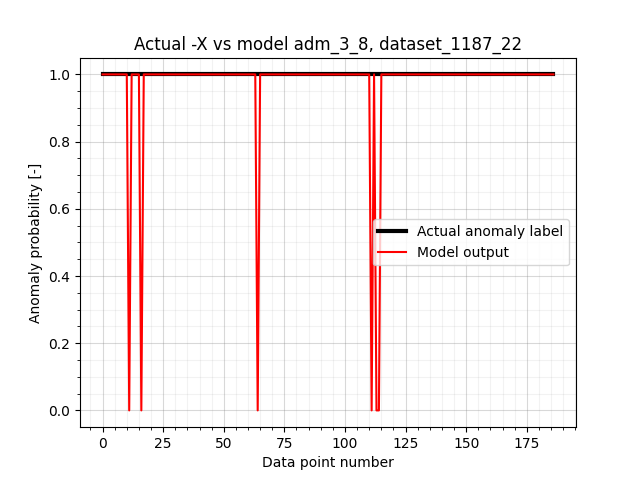 Actual -X vs model adm_3_8, dataset_1187_22
1.0
0.8
0.6
0.4
0.2
0.0
Anomaly probability [-]
Actual anomaly label
Model output
0 25 50 75 100 125 150 175
Data point number